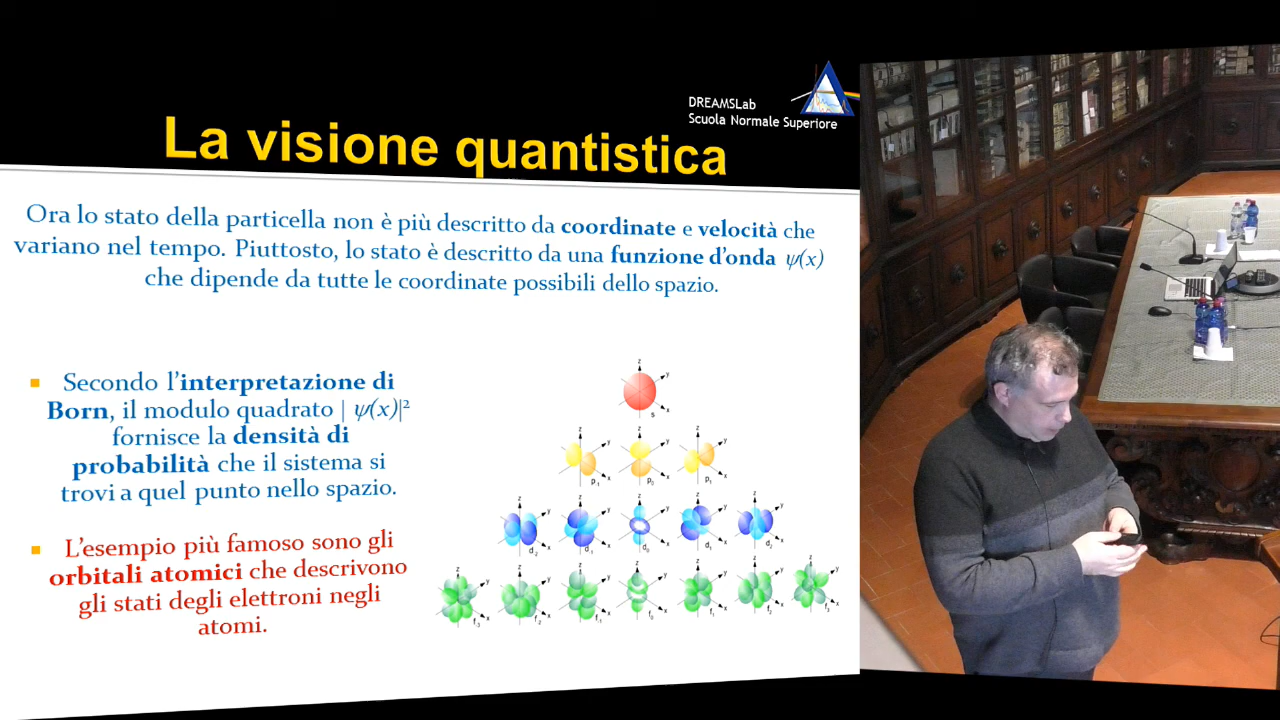 DREAMSLab
Scuola Normale Superiore
La visione quantistica
Ora lo stato della particella non è più descritto da coordinate e velocità che
variano nel tempo. Piuttosto, lo stato è descritto da una funzione d'onda ψ(x)
che dipende da tutte le coordinate possibili dello spazio.
Secondo l'interpretazione di
Born, il modulo quadrato | ψ(x)|²
fornisce la densità di
probabilità che il sistema si
trovi a quel punto nello spazio.
L'esempio più famoso sono gli
orbitali atomici che descrivono
gli stati degli elettroni negli
atomi.
z
y
x
s